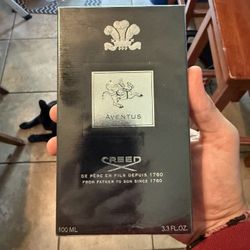 AVENTUS
CREED
DE PÈRE EN FILS DEPUIS 1760
FROM FATHER TO SON SINCE 1760
100 ML 3.3 FL.OZ.